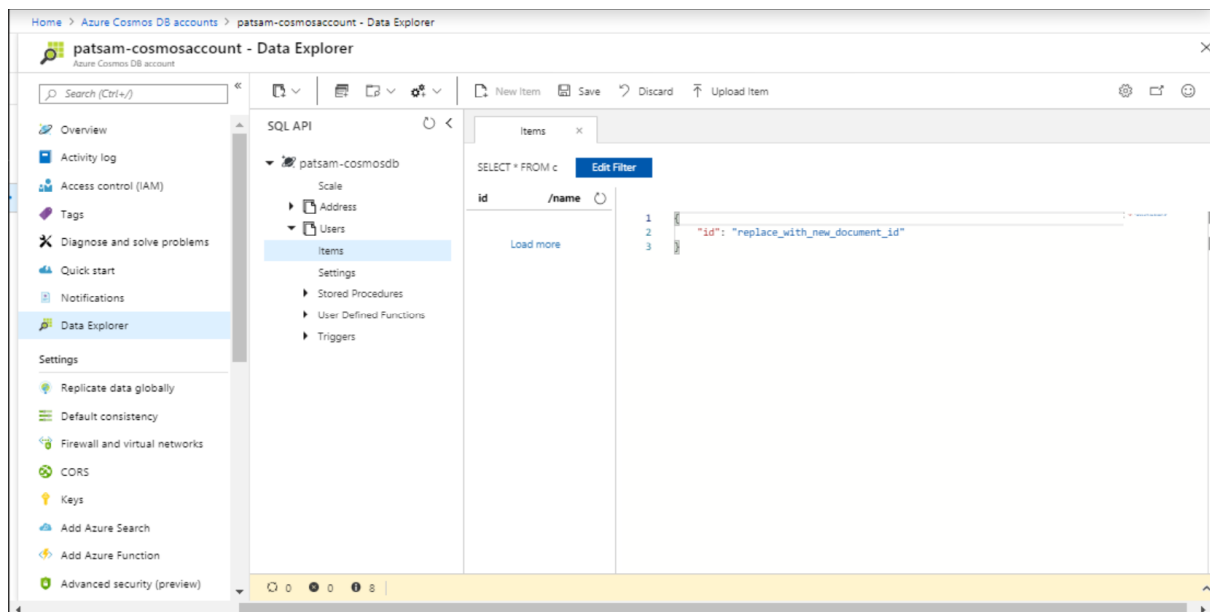 Home > Azure Cosmos DB accounts > patsam-cosmosaccount - Data Explorer
patsam-cosmosaccount - Data Explorer
Azure Cosmos DB account
Search (Ctrl+/)
Overview
Activity log
Access control (IAM)
Tags
Diagnose and solve problems
Quick start
Notifications
Data Explorer
Settings
Replicate data globally
Default consistency
Firewall and virtual networks
CORS
Keys
Add Azure Search
Add Azure Function
Advanced security (preview)
New Item Save Discard Upload Item
SQL API
patsam-cosmosdb
Scale
Address
Users
Items
Settings
Stored Procedures
User Defined Functions
Triggers
Items
SELECT * FROM c Edit Filter
id /name
Load more
1 {
2 "id": "replace_with_new_document_id"
3 }
0 0 8